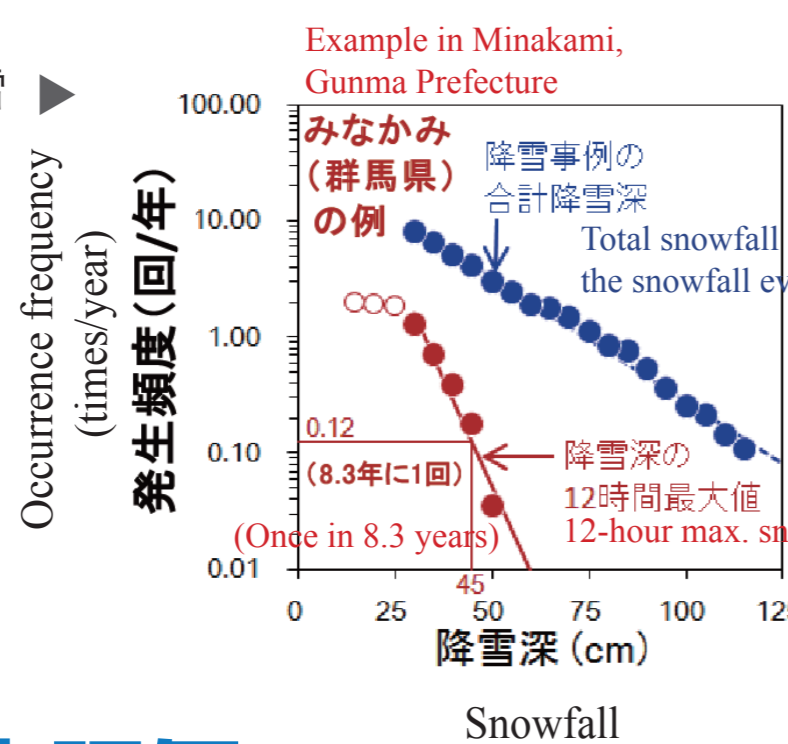 Example in Minakami,
Gunma Prefecture
みなかみ
（群馬県）
の例
降雪事例の
合計降雪深
Total snowfall
the snowfall
Occurrence frequency
(times/year)
発生頻度（回/年）
100.00
10.00
1.00
0.10
0.01
0.12
（8.3年に1回）
(Once in 8.3 years)
降雪深の
12時間最大値
12-hour max.
45
0
25
50
75
100
降雪深（cm）
Snowfall